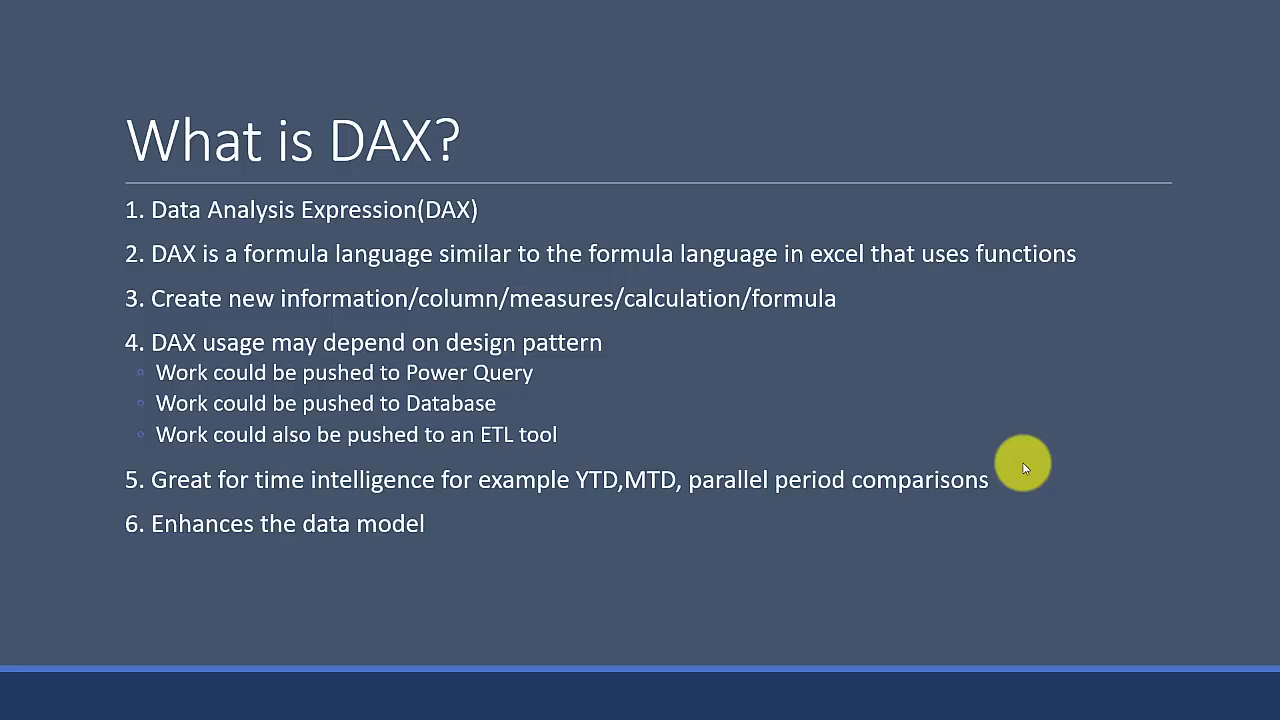 What is DAX?
1. Data Analysis Expression(DAX)
2. DAX is a formula language similar to the formula language in excel that uses functions
3. Create new information/column/measures/calculation/formula
4. DAX usage may depend on design pattern
◦ Work could be pushed to Power Query
◦ Work could be pushed to Database
◦ Work could also be pushed to an ETL tool
5. Great for time intelligence for example YTD,MTD, parallel period comparisons
6. Enhances the data model